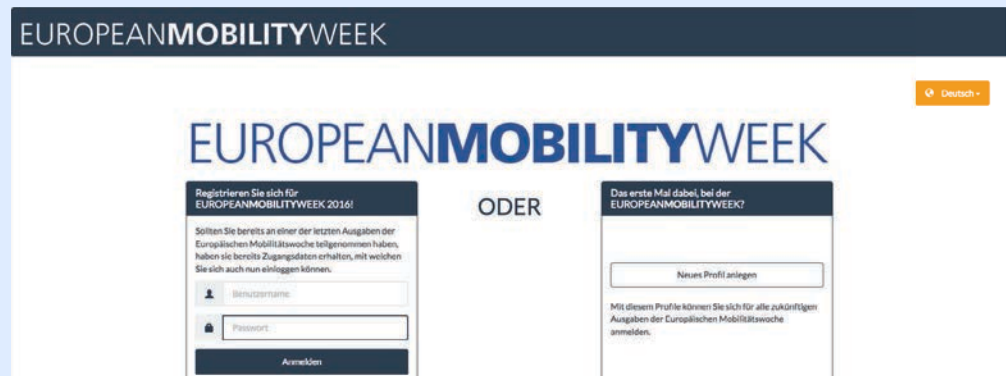 EUROPEANMOBILITYWEEK
Deutsch
EUROPEANMOBILITYWEEK
Registrieren Sie sich für
EUROPEANMOBILITYWEEK 2016!
Sollten Sie bereits an einer der letzten Ausgaben der
Europäischen Mobilitätswoche teilgenommen haben,
haben sie bereits Zugangsdaten erhalten, mit welchen
Sie sich auch nun einloggen können.
Benutzername
Passwort
Anmelden
ODER
Das erste Mal dabei, bei der
EUROPEANMOBILITYWEEK?
Neues Profil anlegen
Mit diesem Profile können Sie sich für alle zukünftigen
Ausgaben der Europäischen Mobilitätswoche
anmelden.